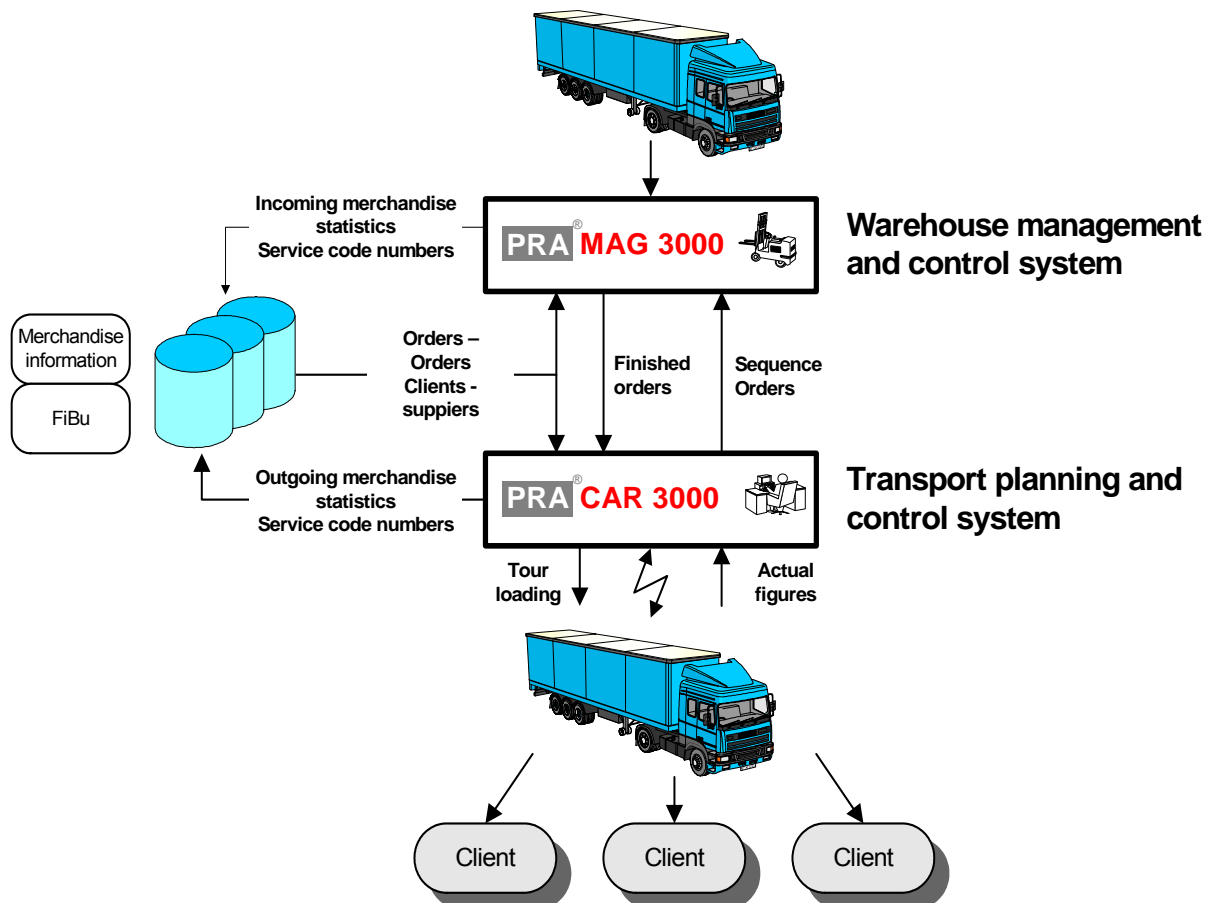 Incoming merchandise
statistics
Service code numbers
PRA® MAG 3000
Warehouse management
and control system
Merchandise
information
FiBu
Orders –
Orders
Clients -
suppiers
Finished
orders
Sequence
Orders
Outgoing merchandise
statistics
Service code numbers
PRA® CAR 3000
Transport planning and
control system
Tour
loading
Actual
figures
Client
Client
Client